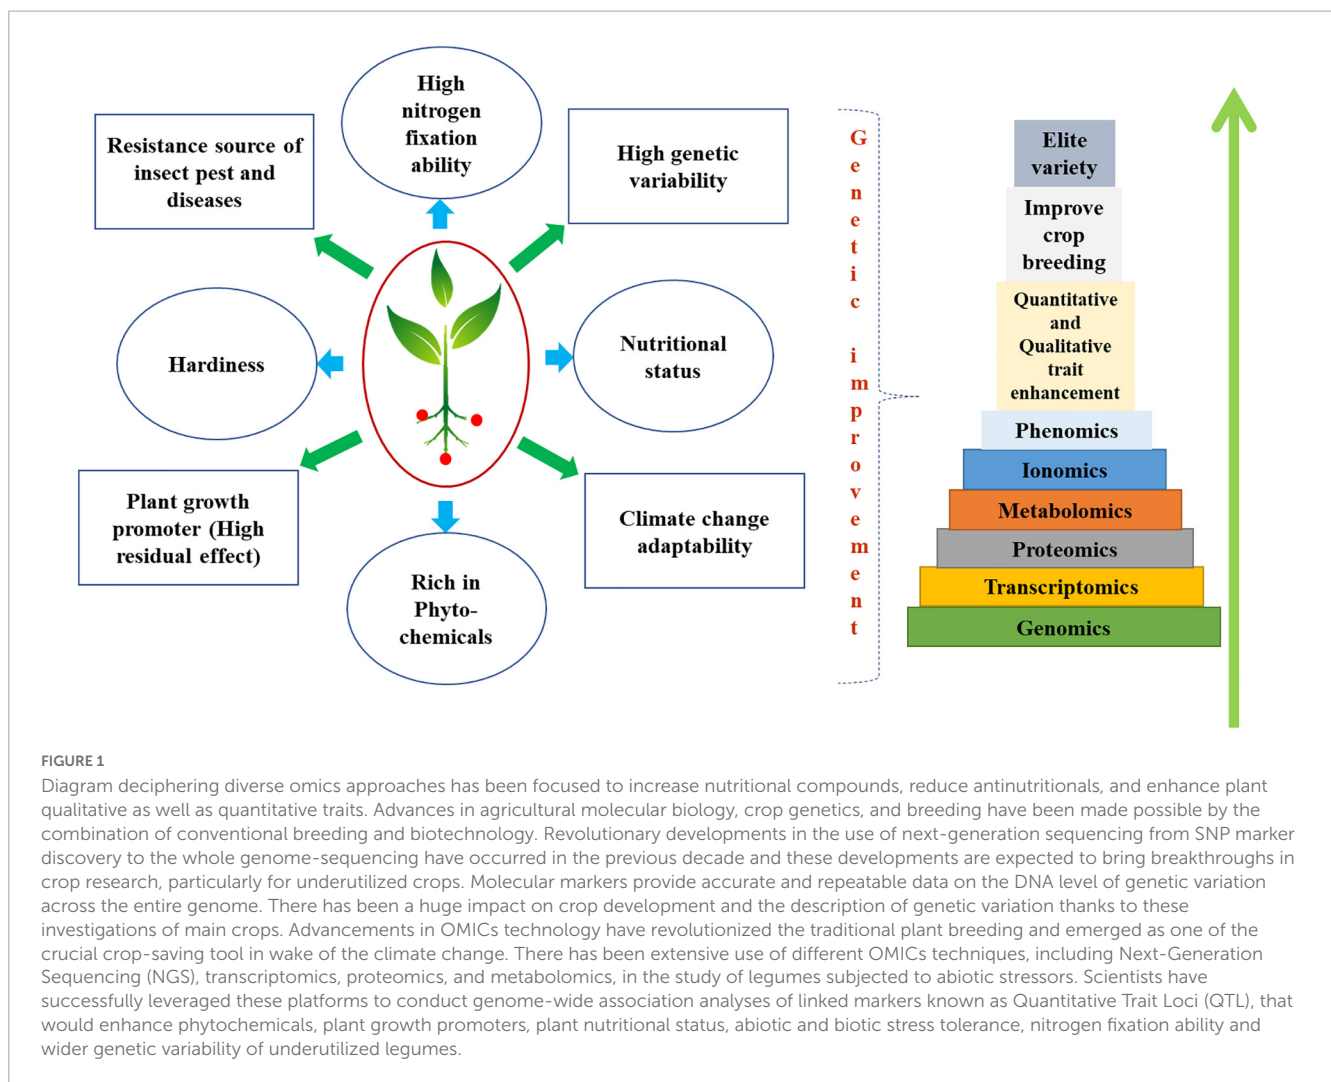 High
nitrogen
fixation
ability
Resistance source of
insect pest and
diseases
High genetic
variability
Hardiness
Nutritional
status
Plant growth
promoter (High
residual effect)
Climate change
adaptability
Rich in
Phyto-
chemicals
Genetic improvement
Elite
variety
Improve
crop
breeding
Quantitative
and
Qualitative
trait
enhancement
Phenomics
Ionomics
Metabolomics
Proteomics
Transcriptomics
Genomics
FIGURE 1
Diagram deciphering diverse omics approaches has been focused to increase nutritional compounds, reduce antinutritionals, and enhance plant
qualitative as well as quantitative traits. Advances in agricultural molecular biology, crop genetics, and breeding have been made possible by the
combination of conventional breeding and biotechnology. Revolutionary developments in the use of next-generation sequencing from SNP marker
discovery to the whole genome-sequencing have occurred in the previous decade and these developments are expected to bring breakthroughs in
crop research, particularly for underutilized crops. Molecular markers provide accurate and repeatable data on the DNA level of genetic variation
across the entire genome. There has been a huge impact on crop development and the description of genetic variation thanks to these
investigations of main crops. Advancements in OMICs technology have revolutionized the traditional plant breeding and emerged as one of the
crucial crop-saving tool in wake of the climate change. There has been extensive use of different OMICs techniques, including Next-Generation
Sequencing (NGS), transcriptomics, proteomics, and metabolomics, in the study of legumes subjected to abiotic stressors. Scientists have
successfully leveraged these platforms to conduct genome-wide association analyses of linked markers known as Quantitative Trait Loci (QTL), that
would enhance phytochemicals, plant growth promoters, plant nutritional status, abiotic and biotic stress tolerance, nitrogen fixation ability and
wider genetic variability of underutilized legumes.